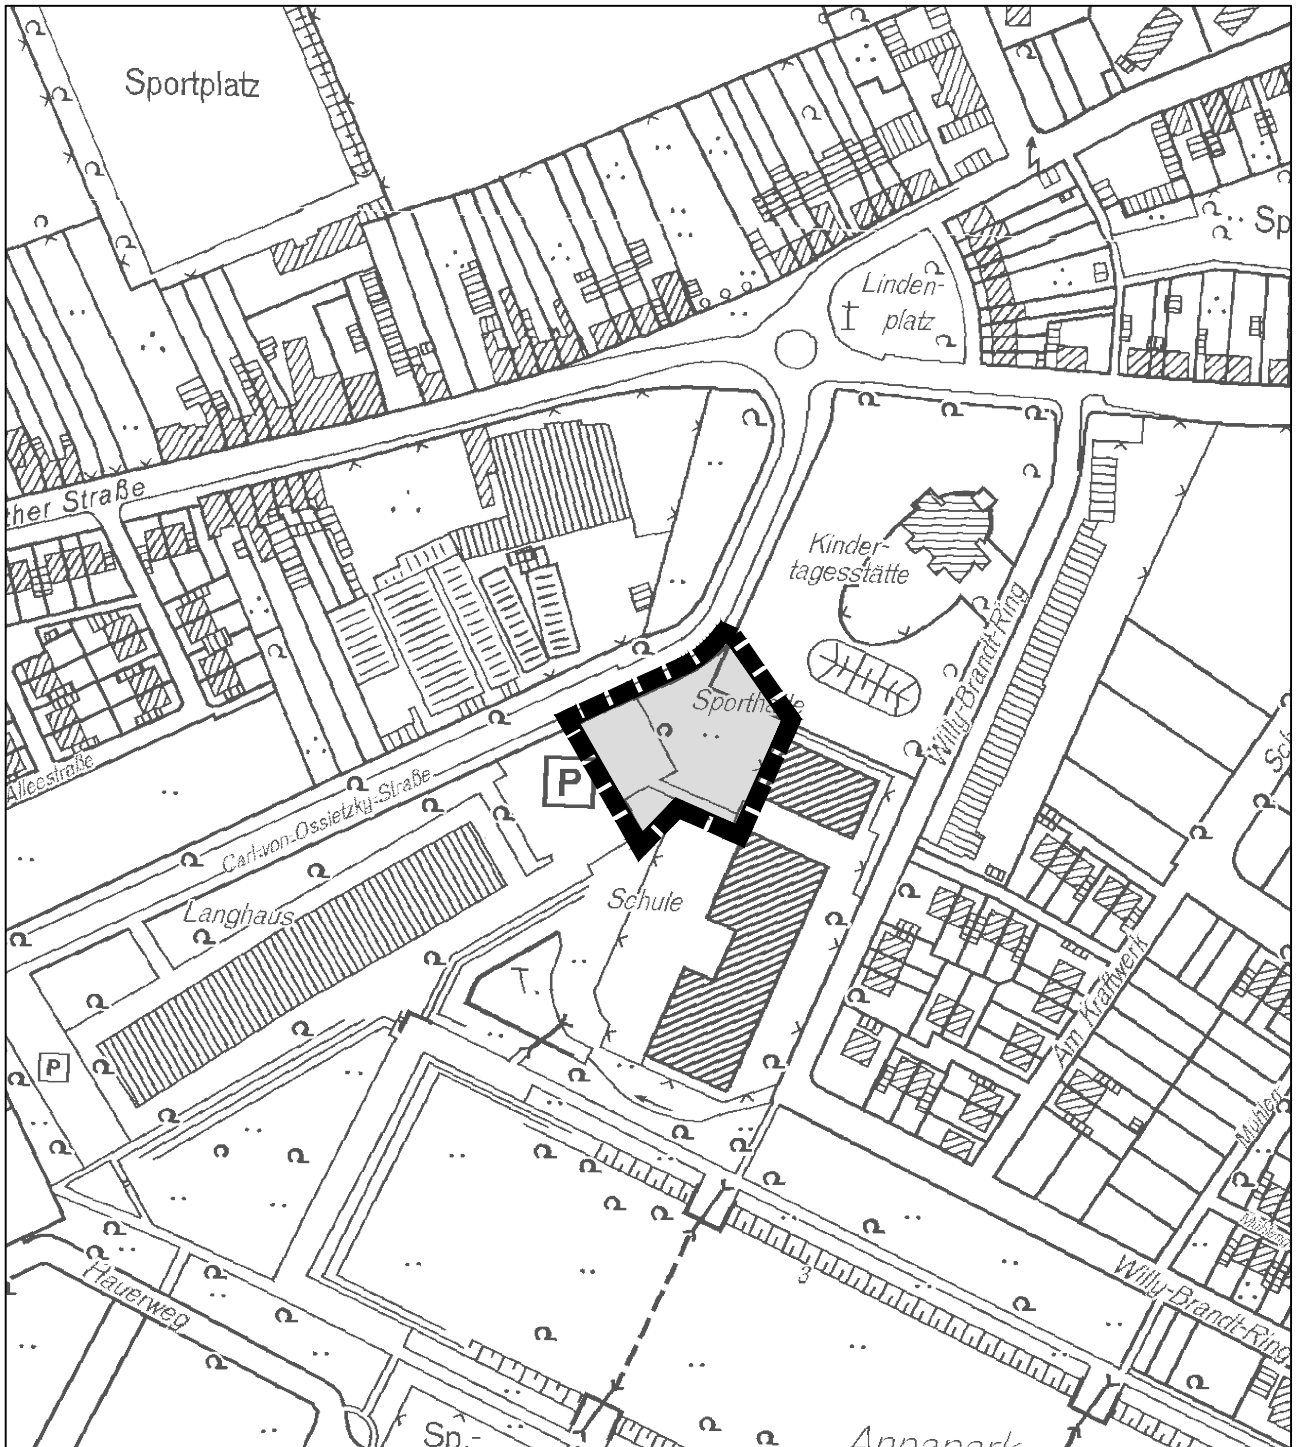 Sportplatz
Linden-
platz
Sp
ther Straße
Kinder-
tagesstätte
Willy-Brandt-Ring
Alleestraße
Carl-von-Ossietzky-Straße
P
Sporthalle
Langhaus
Schule
T.
P
Am Kraftwerk
Hauerweg
3
Willy-Brandt-Ring
Sp.-
Annapark